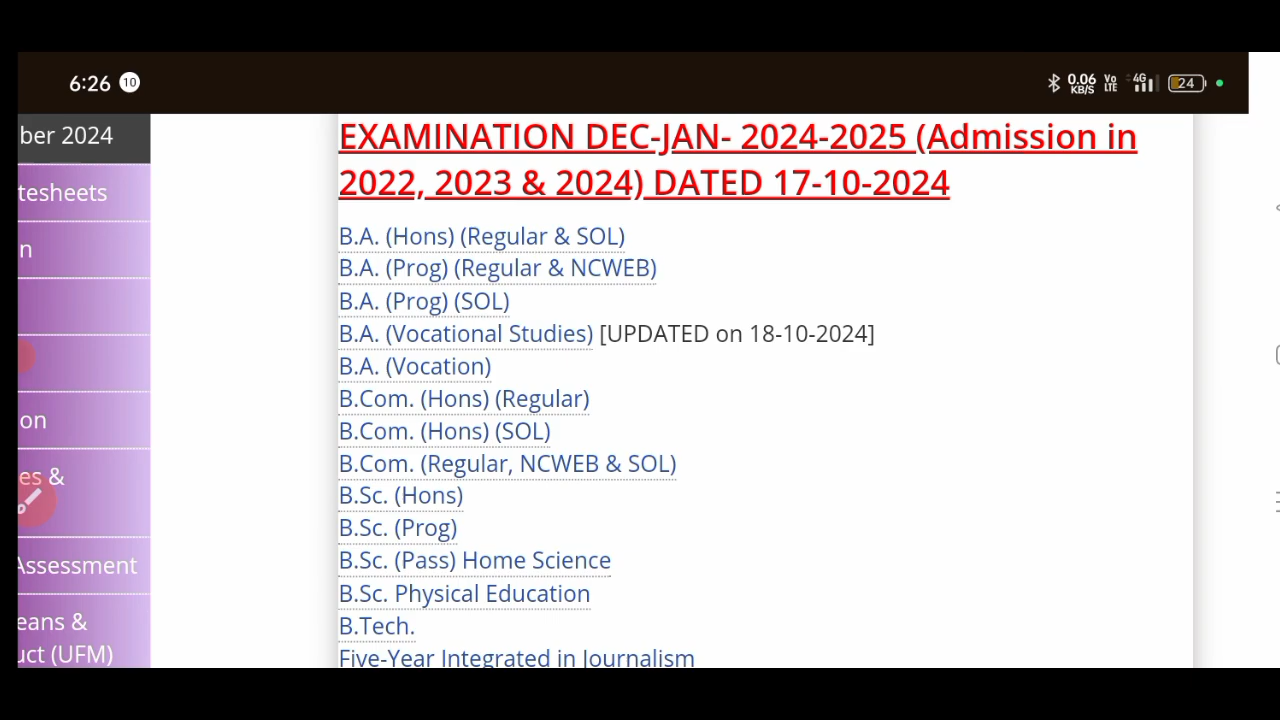 6:26 10 0.06 KB/S Vo LTE 4G 24
ber 2024
tesheets
n
on
es &
Assessment
eans &
uct (UFM)
EXAMINATION DEC-JAN- 2024-2025 (Admission in
2022, 2023 & 2024) DATED 17-10-2024
B.A. (Hons) (Regular & SOL)
B.A. (Prog) (Regular & NCWEB)
B.A. (Prog) (SOL)
B.A. (Vocational Studies) [UPDATED on 18-10-2024]
B.A. (Vocation)
B.Com. (Hons) (Regular)
B.Com. (Hons) (SOL)
B.Com. (Regular, NCWEB & SOL)
B.Sc. (Hons)
B.Sc. (Prog)
B.Sc. (Pass) Home Science
B.Sc. Physical Education
B.Tech.
Five-Year Integrated in Journalism